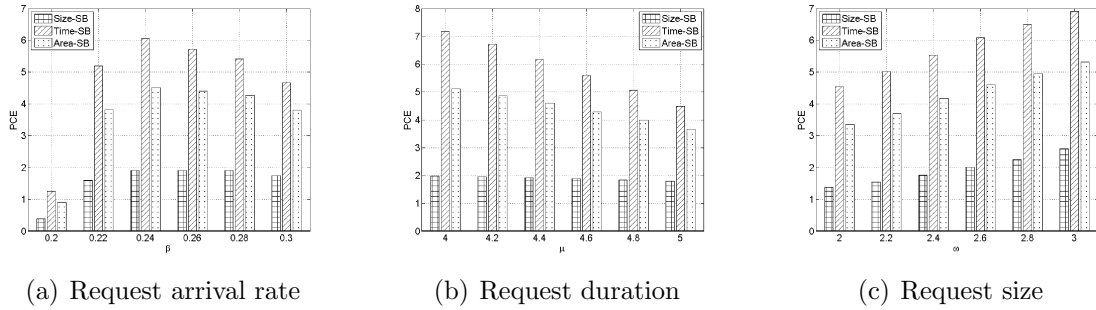 7
6
5
4
3
2
1
0
PCE
Size-SB
Time-SB
Area-SB
0.2 0.22 0.24 0.26 0.28 0.3
β
(a) Request arrival rate
8
7
6
5
4
3
2
1
0
PCE
Size-SB
Time-SB
Area-SB
4 4.2 4.4 4.6 4.8 5
μ
(b) Request duration
7
6
5
4
3
2
1
0
PCE
Size-SB
Time-SB
Area-SB
2 2.2 2.4 2.6 2.8 3
ω
(c) Request size